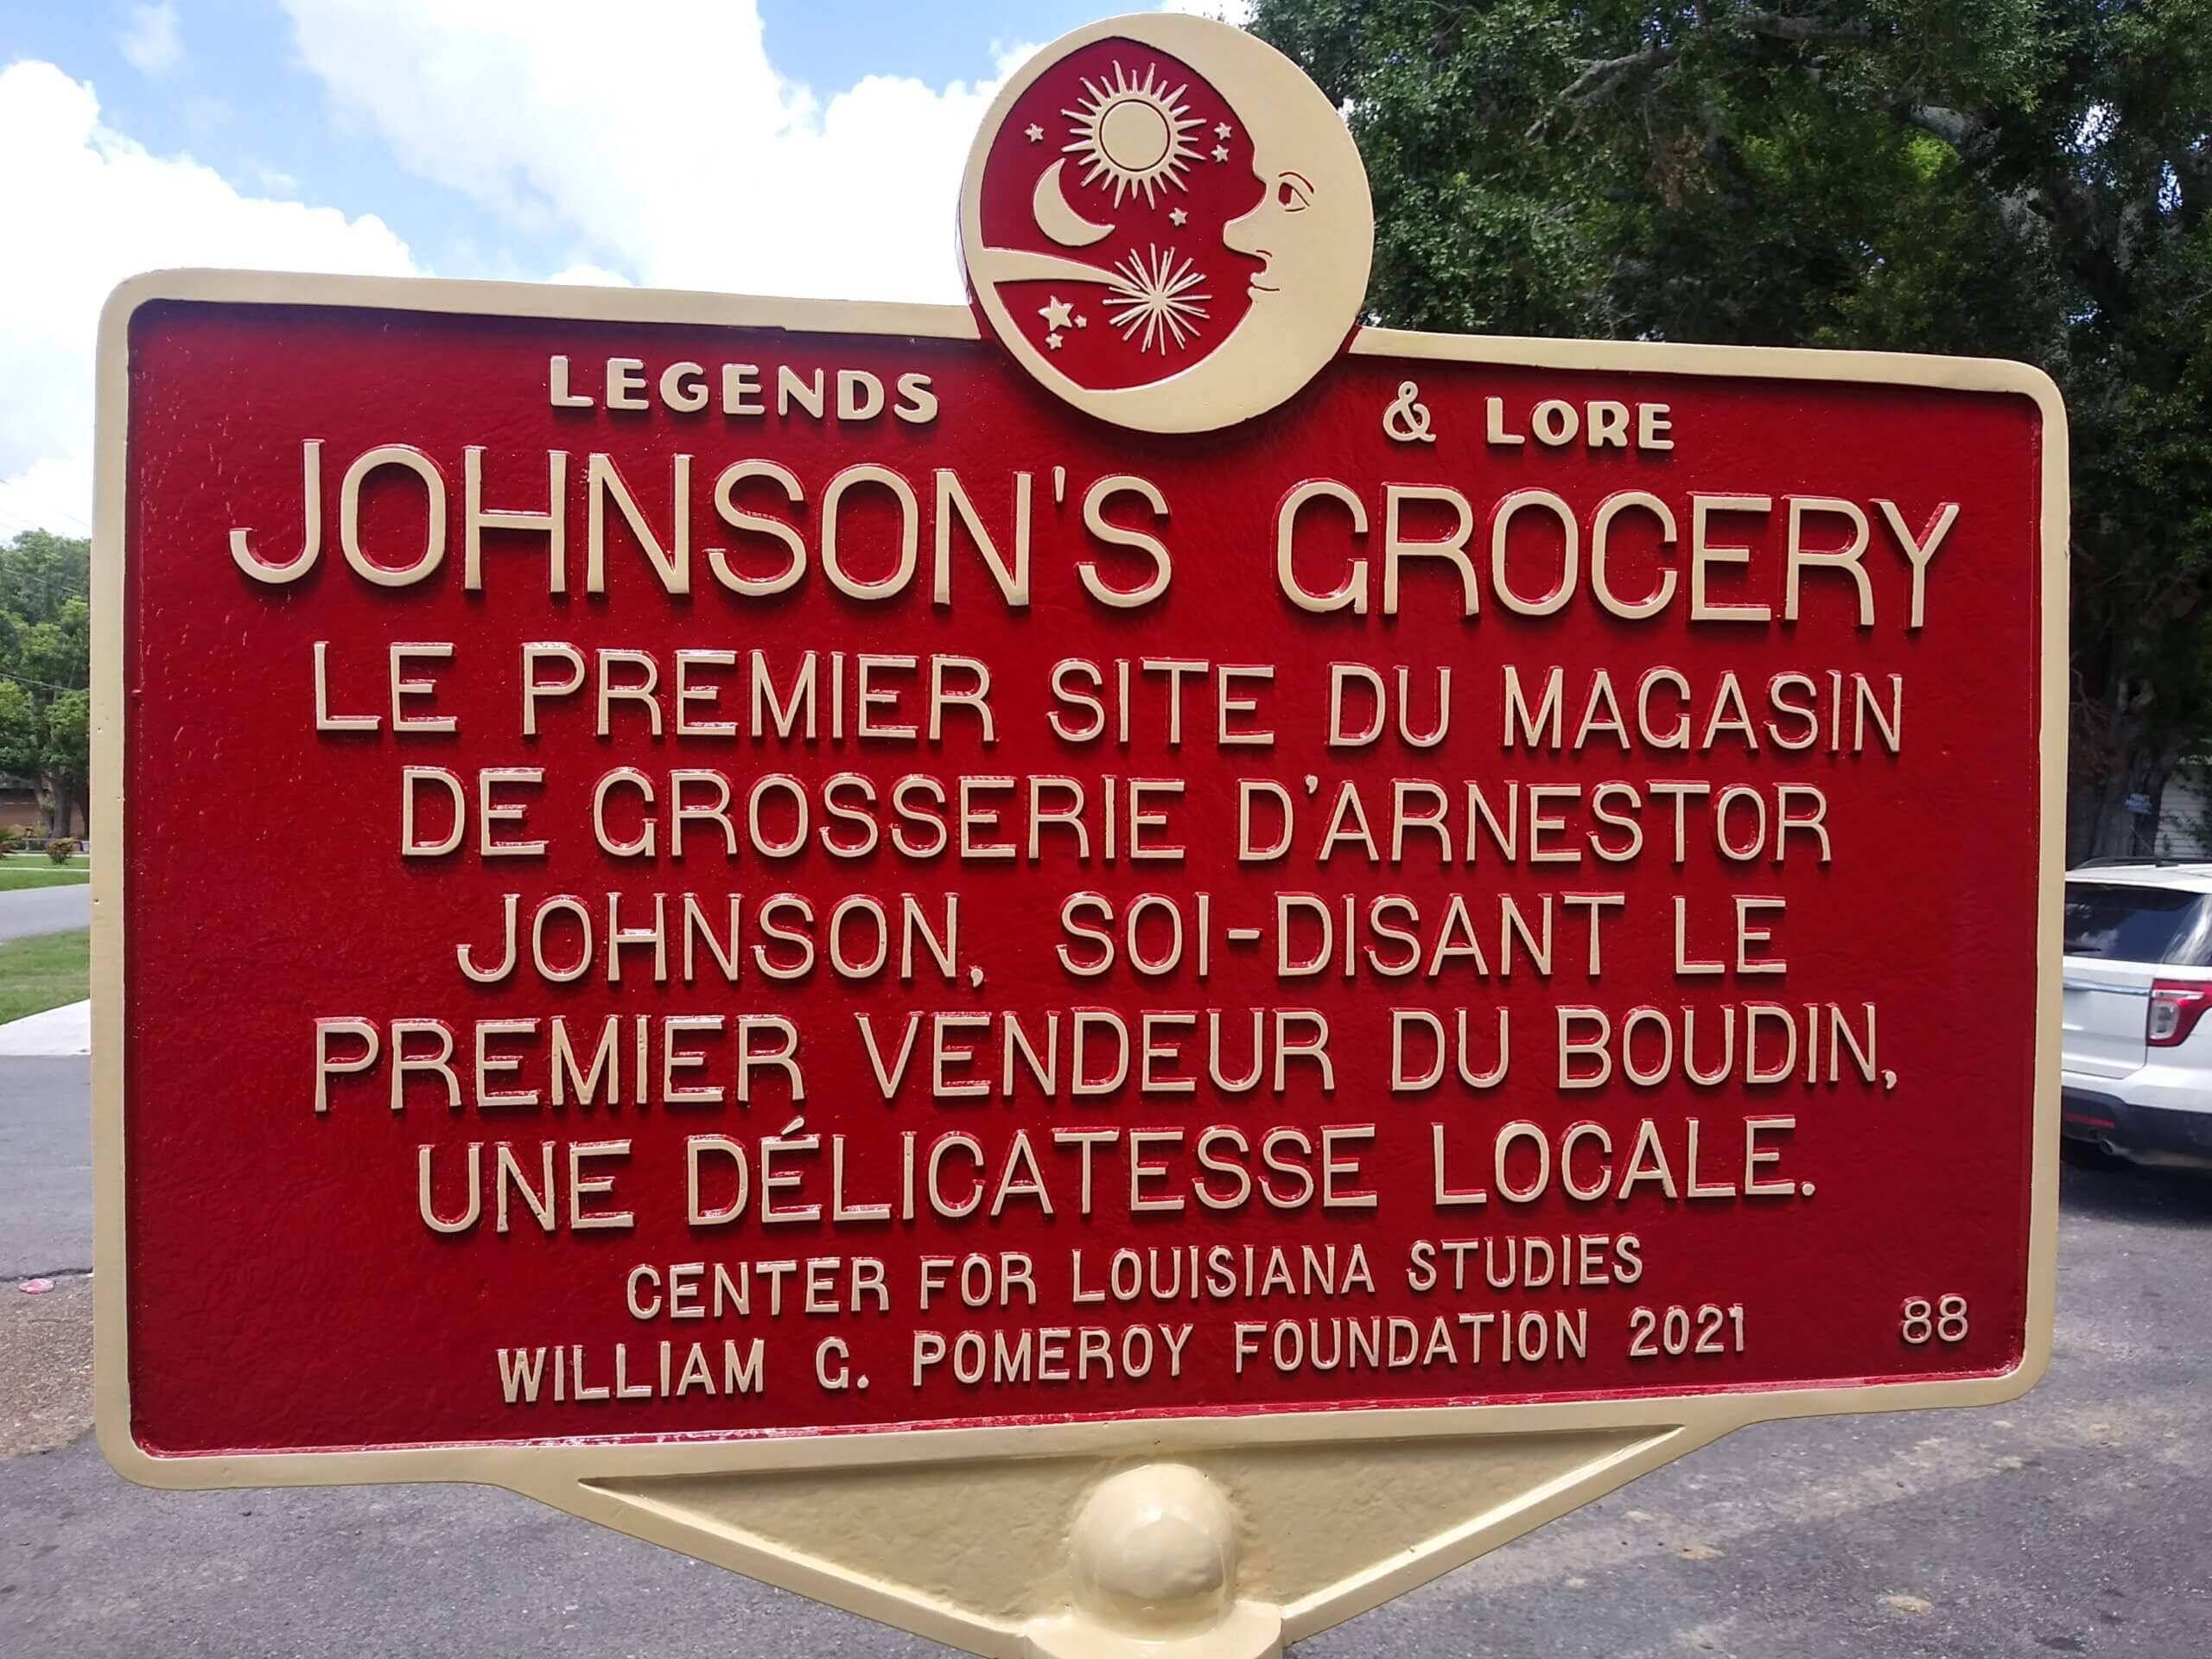 LEGENDS & LORE
JOHNSON'S GROCERY
LE PREMIER SITE DU MAGASIN
DE GROSSERIE D'ARNESTOR
JOHNSON, SOI-DISANT LE
PREMIER VENDEUR DU BOUDIN,
UNE DÉLICATESSE LOCALE.
CENTER FOR LOUISIANA STUDIES
WILLIAM G. POMEROY FOUNDATION 2021 88